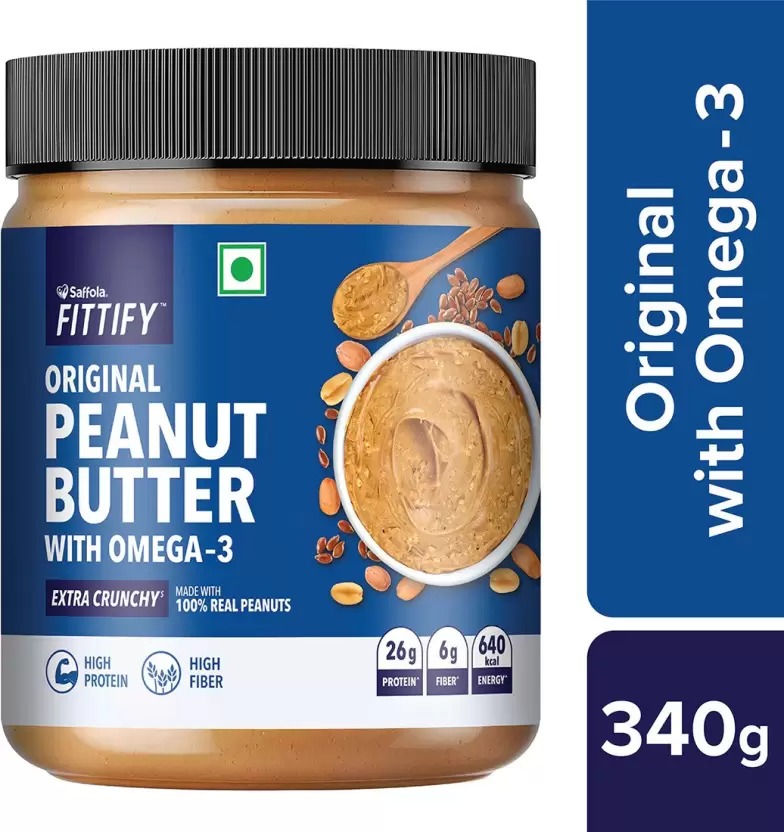 Saffola
FITTIFY™
ORIGINAL
PEANUT
BUTTER
WITH OMEGA-3
EXTRA CRUNCHY$
MADE WITH
100% REAL PEANUTS
HIGH
PROTEIN
HIGH
FIBER
26g
PROTEIN
6g
FIBER
640
kcal
ENERGY
Original
with Omega-3
340g